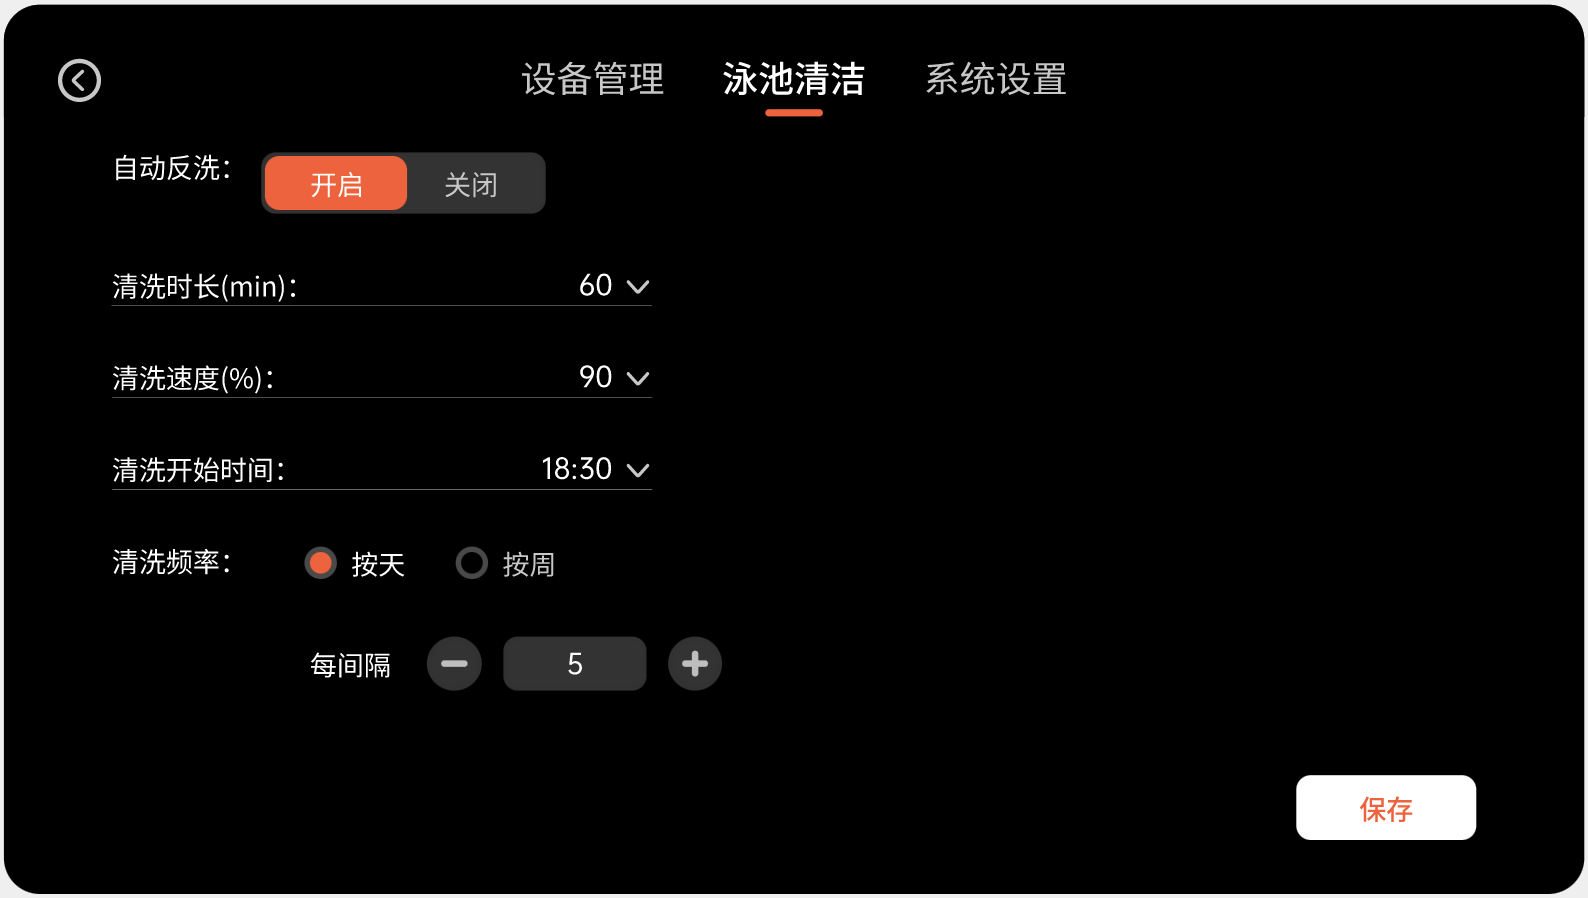 设备管理 泳池清洁 系统设置
自动反洗： 开启 关闭
清洗时长(min)： 60
清洗速度(%)： 90
清洗开始时间： 18:30
清洗频率： 按天 按周
每间隔 5
保存